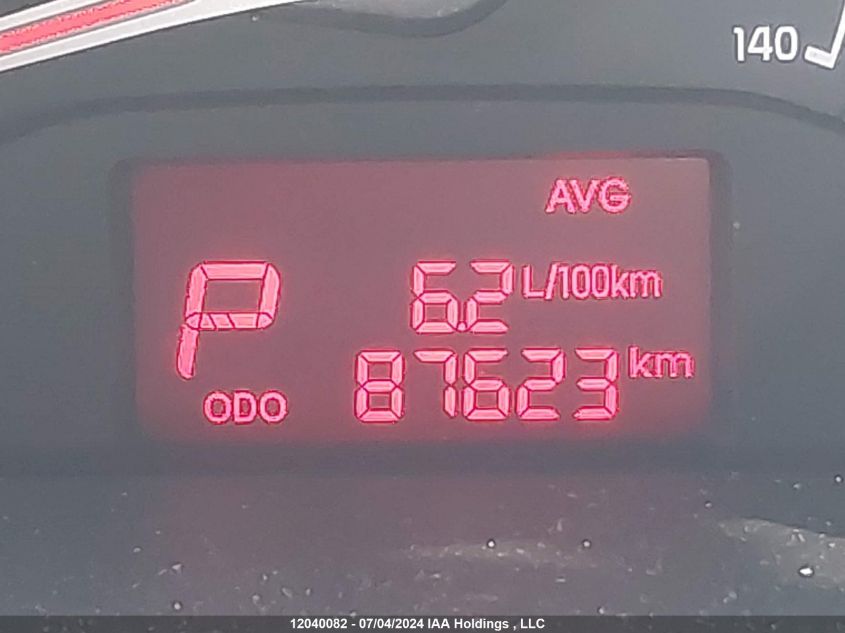 140
AVG
P 6.2 L/100km
ODO 87623 km
12040082 - 07/04/2024 IAA Holdings , LLC